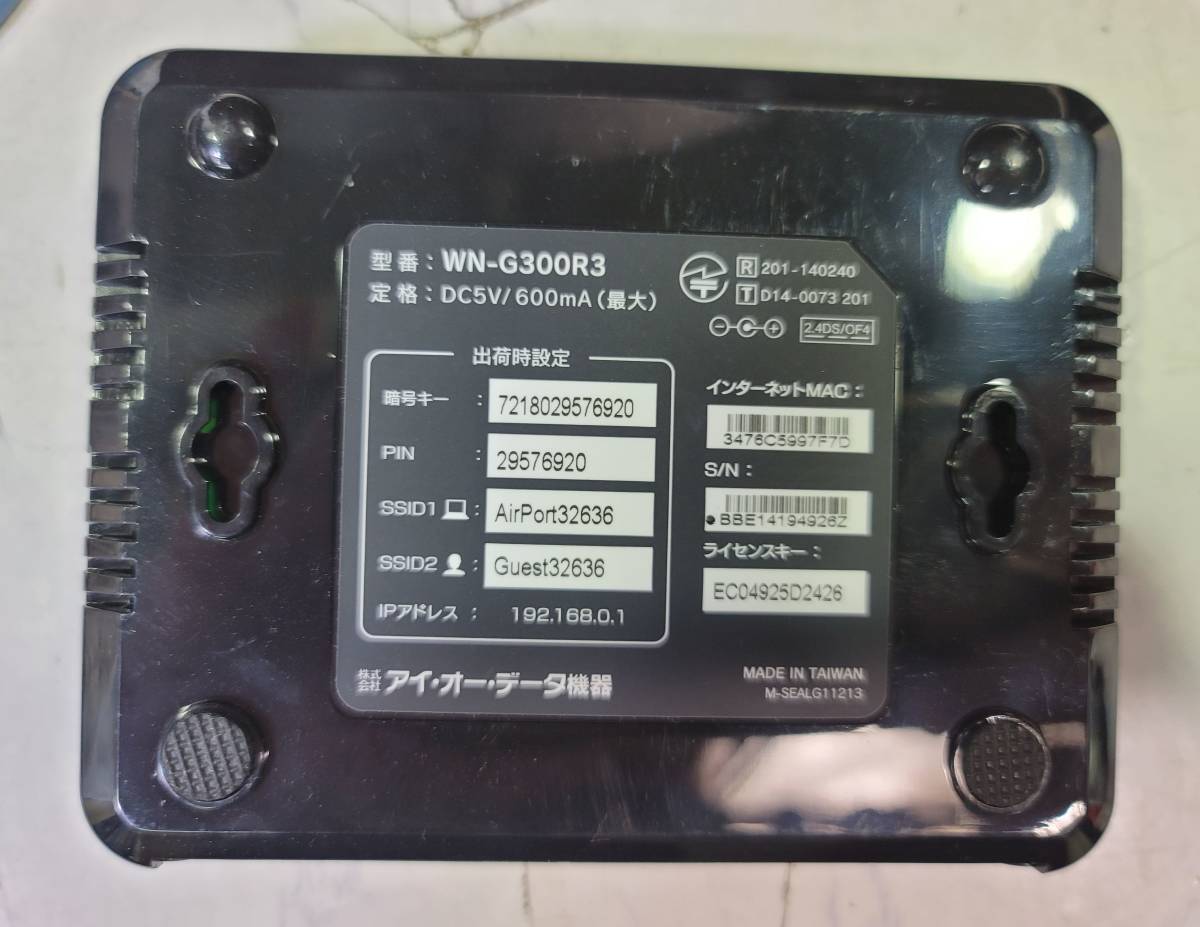 型番：WN-G300R3
定格：DC5V/600mA（最大）
R 201-140240
T D14-0073 201
2.4DS/OF4
出荷時設定
暗号キー：7218029576920
PIN：29576920
SSID1：AirPort32636
SSID2：Guest32636
IPアドレス：192.168.0.1
インターネットMAC：
3476C5997F7D
S/N：
BBE14194926Z
ライセンスキー：
EC04925D2426
株式会社 アイ・オー・データ機器
MADE IN TAIWAN
M-SEALG11213